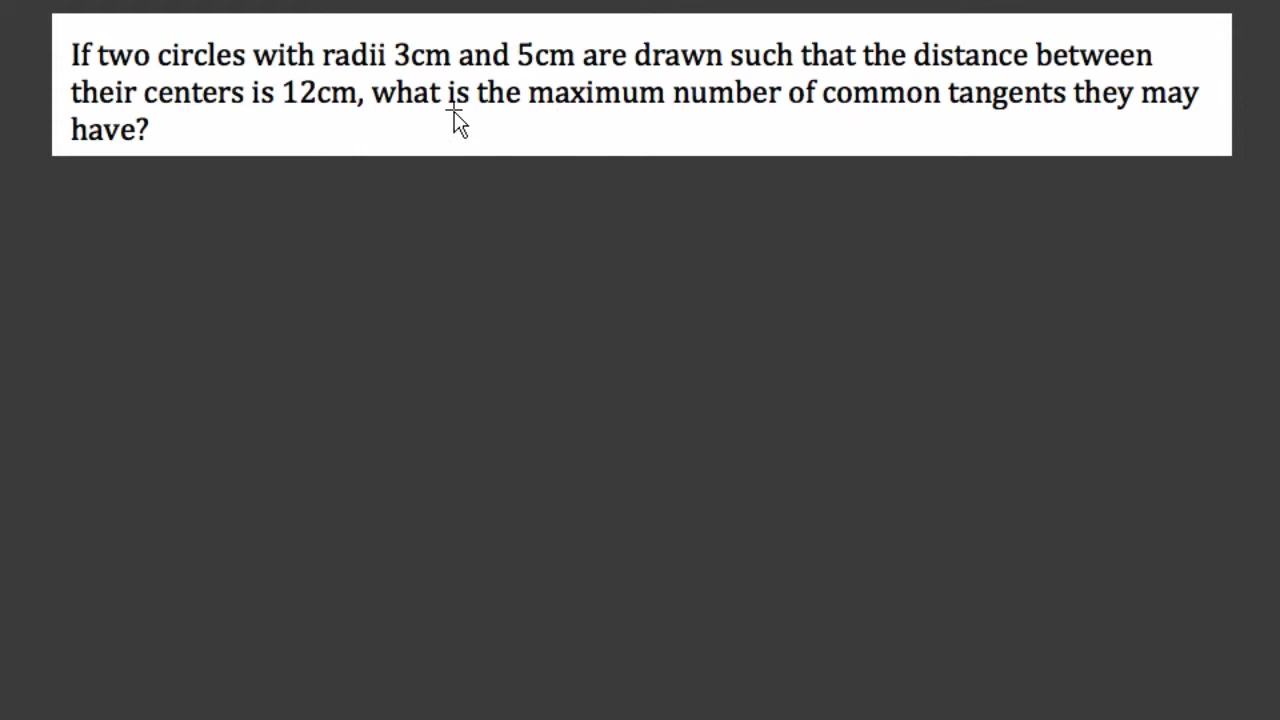 If two circles with radii 3cm and 5cm are drawn such that the distance between
their centers is 12cm, what is the maximum number of common tangents they may
have?